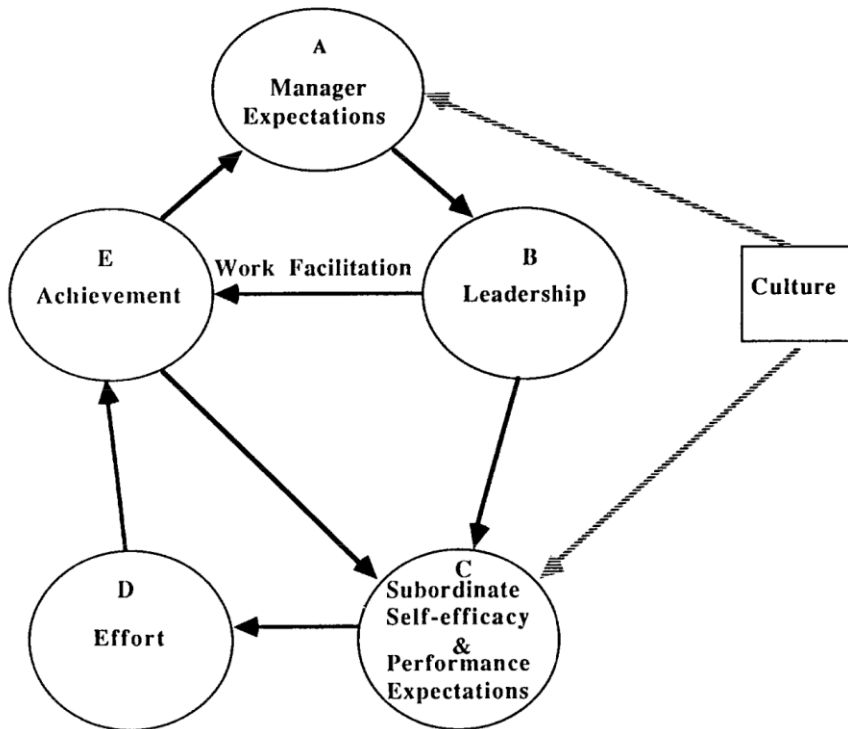 A
Manager
Expectations
E
Achievement
Work Facilitation
B
Leadership
Culture
C
Subordinate
Self-efficacy
&
Performance
Expectations
D
Effort